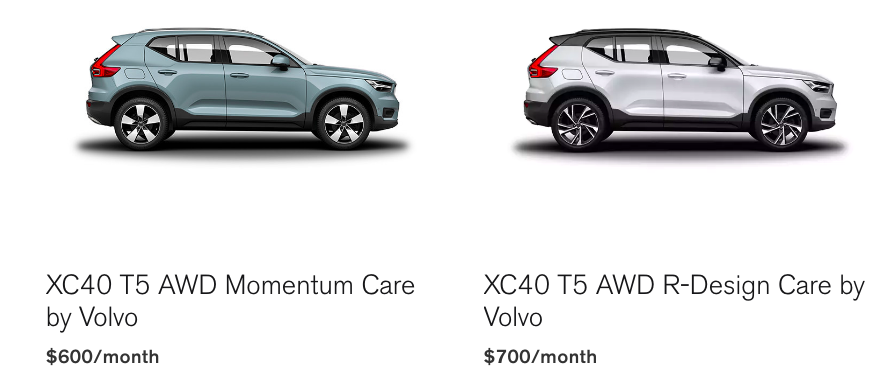 XC40 T5 AWD Momentum Care
by Volvo
$600/month
XC40 T5 AWD R-Design Care by
Volvo
$700/month